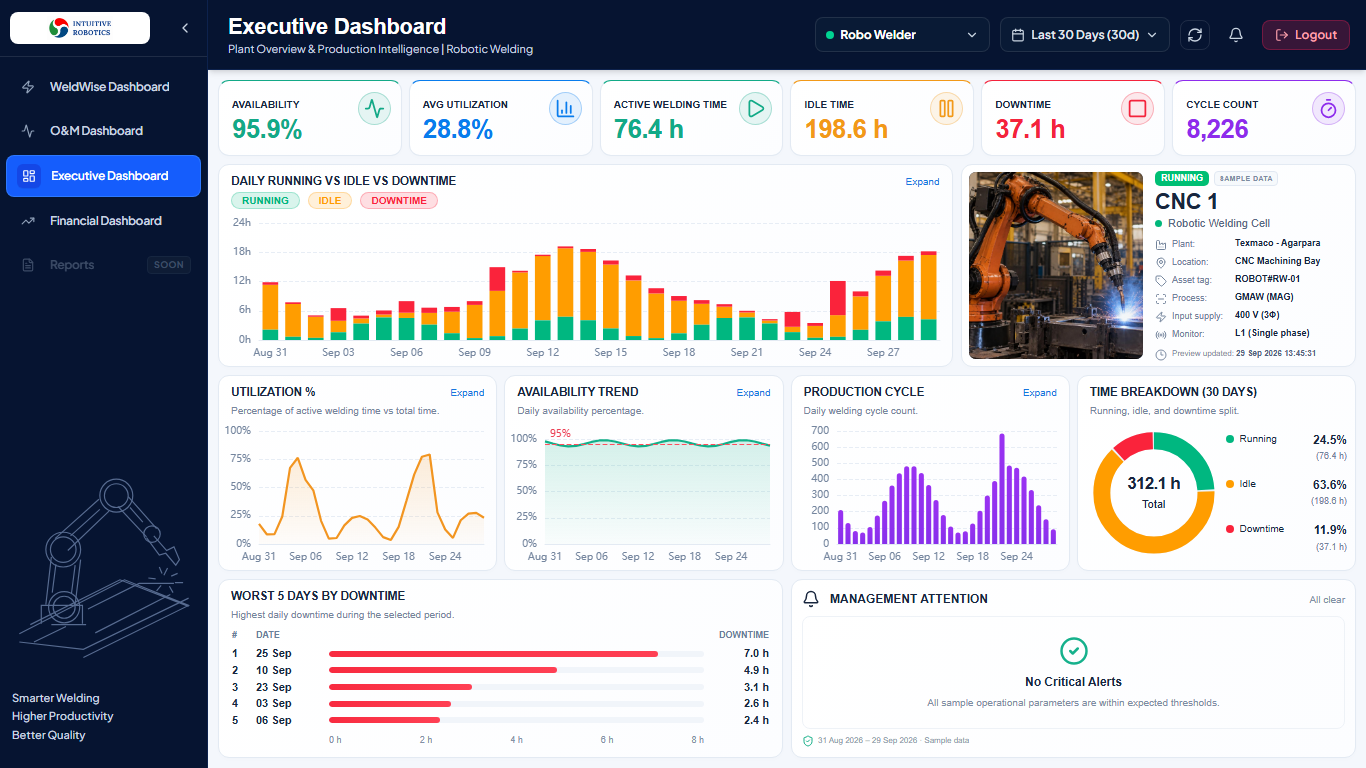 INTUITIVE
ROBOTICS
WeldWise Dashboard
O&M Dashboard
Executive Dashboard
Financial Dashboard
Reports SOON
Smarter Welding
Higher Productivity
Better Quality
Executive Dashboard
Plant Overview & Production Intelligence | Robotic Welding
Robo Welder
Last 30 Days (30d)
Logout
AVAILABILITY
95.9%
AVG UTILIZATION
28.8%
ACTIVE WELDING TIME
76.4 h
IDLE TIME
198.6 h
DOWNTIME
37.1 h
CYCLE COUNT
8,226
DAILY RUNNING VS IDLE VS DOWNTIME Expand
RUNNING IDLE DOWNTIME
24h
18h
12h
6h
0h
Aug 31 Sep 03 Sep 06 Sep 09 Sep 12 Sep 15 Sep 18 Sep 21 Sep 24 Sep 27
RUNNING SAMPLE DATA
CNC 1
Robotic Welding Cell
Plant: Texmaco - Agarpara
Location: CNC Machining Bay
Asset tag: ROBOT#RW-01
Process: GMAW (MAG)
Input supply: 400 V (3Φ)
Monitor: L1 (Single phase)
Preview updated: 29 Sep 2026 13:45:31
UTILIZATION % Expand
Percentage of active welding time vs total time.
100%
75%
50%
25%
0%
Aug 31 Sep 06 Sep 12 Sep 18 Sep 24
AVAILABILITY TREND Expand
Daily availability percentage.
95%
100%
75%
50%
25%
0%
Aug 31 Sep 06 Sep 12 Sep 18 Sep 24
PRODUCTION CYCLE Expand
Daily welding cycle count.
700
600
500
400
300
200
100
0
Aug 31 Sep 06 Sep 12 Sep 18 Sep 24
TIME BREAKDOWN (30 DAYS)
Running, idle, and downtime split.
312.1 h
Total
Running 24.5%
(76.4 h)
Idle 63.6%
(198.6 h)
Downtime 11.9%
(37.1 h)
WORST 5 DAYS BY DOWNTIME
Highest daily downtime during the selected period.
# DATE DOWNTIME
1 25 Sep 7.0 h
2 10 Sep 4.9 h
3 23 Sep 3.1 h
4 03 Sep 2.6 h
5 06 Sep 2.4 h
0 h 2 h 4 h 6 h 8 h
MANAGEMENT ATTENTION All clear
No Critical Alerts
All sample operational parameters are within expected thresholds.
31 Aug 2026 – 29 Sep 2026 · Sample data